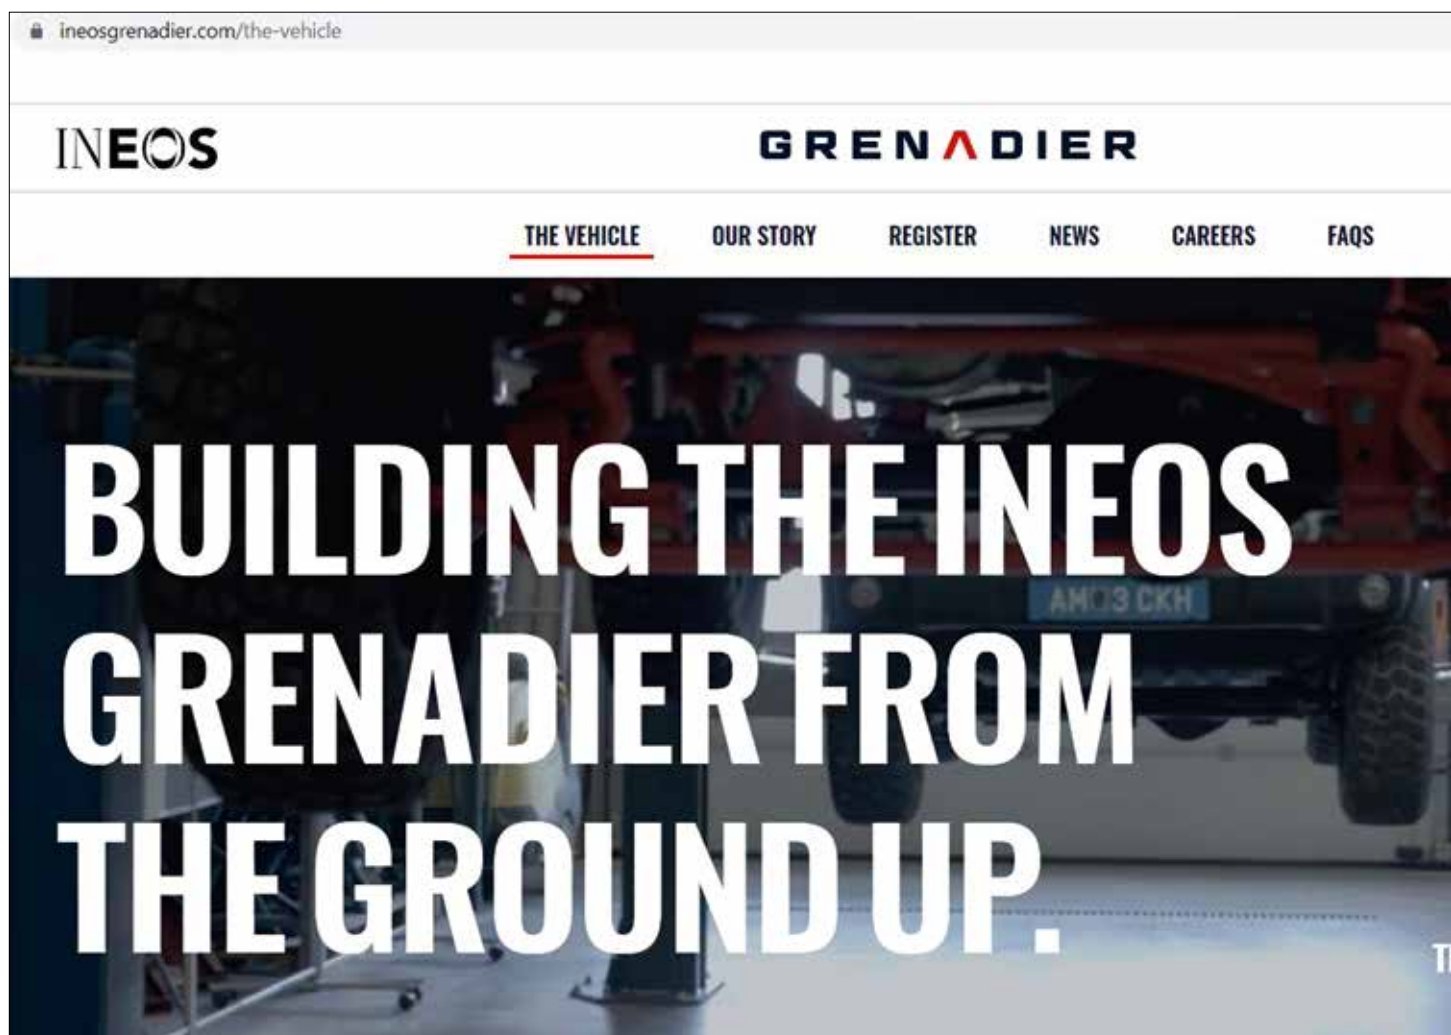 ineosgrenadier.com/the-vehicle
INEOS
GRENADIER
THE VEHICLE OUR STORY REGISTER NEWS CAREERS FAQS
BUILDING THE INEOS
GRENADIER FROM
THE GROUND UP.
CKH